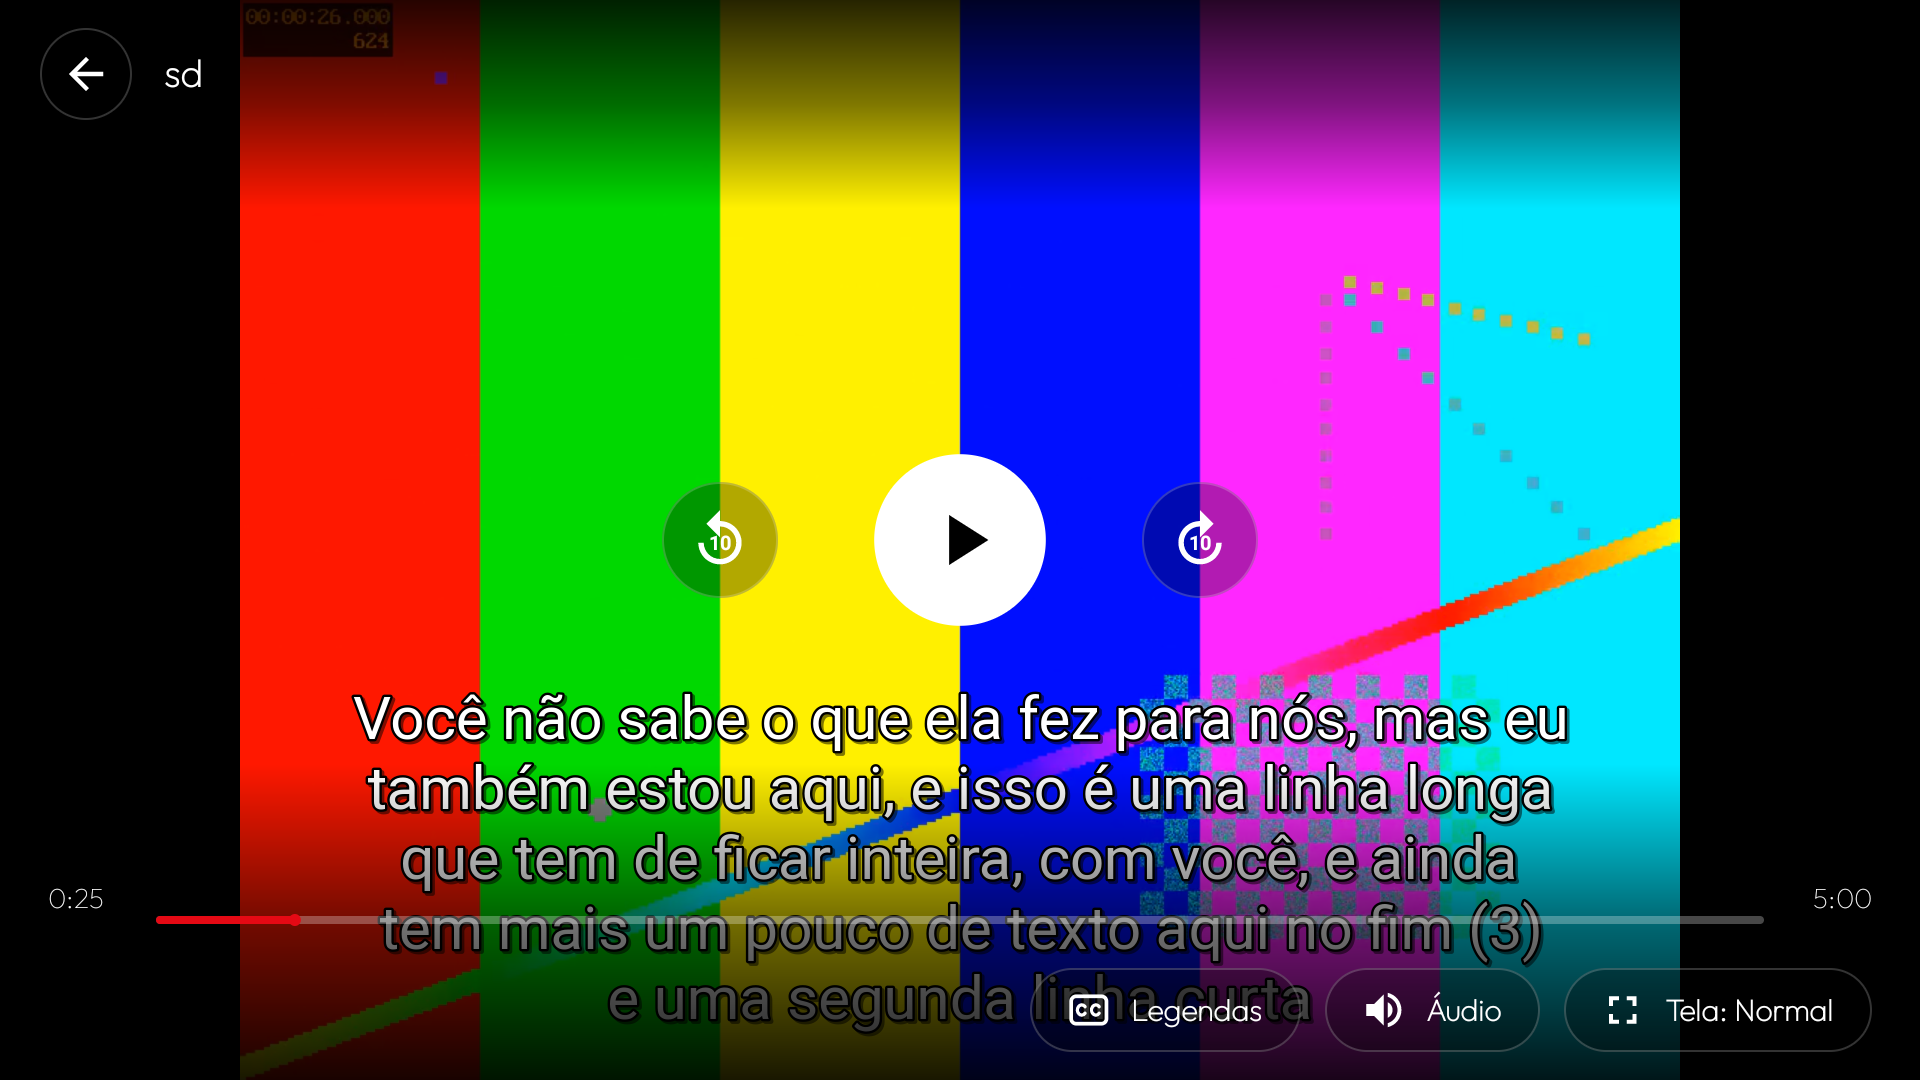 00:00:26.000
624
sd
10
10
Você não sabe o que ela fez para nós, mas eu
também estou aqui, e isso é uma linha longa
que tem de ficar inteira, com você, e ainda
0:25
5:00
tem mais um pouco de texto aqui no fim (3)
e uma segunda linha curta
CC Legendas
Áudio
Tela: Normal